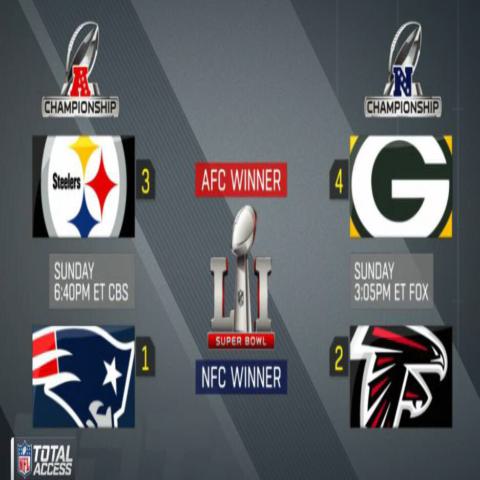 A
CHAMPIONSHIP
N
CHAMPIONSHIP
Steelers
3
AFC WINNER
4
G
SUNDAY
6:40PM ET CBS
LI
SUPER BOWL
SUNDAY
3:05PM ET FOX
1
NFC WINNER
2
NFL
TOTAL
ACCESS